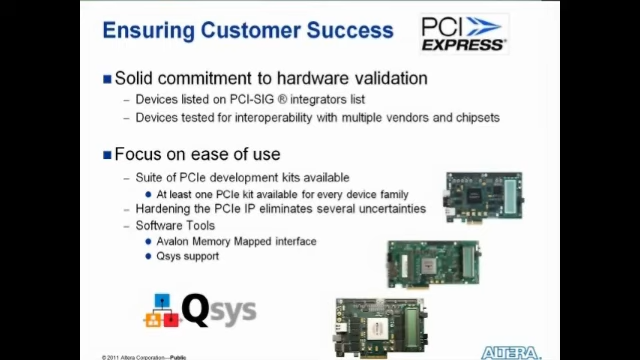 Ensuring Customer Success
PCI
EXPRESS®
Solid commitment to hardware validation
– Devices listed on PCI-SIG ® integrators list
– Devices tested for interoperability with multiple vendors and chipsets
Focus on ease of use
– Suite of PCIe development kits available
• At least one PCIe kit available for every device family
– Hardening the PCIe IP eliminates several uncertainties
– Software Tools
• Avalon Memory Mapped interface
• Qsys support
Qsys
© 2011 Altera Corporation—Public
ALTERA